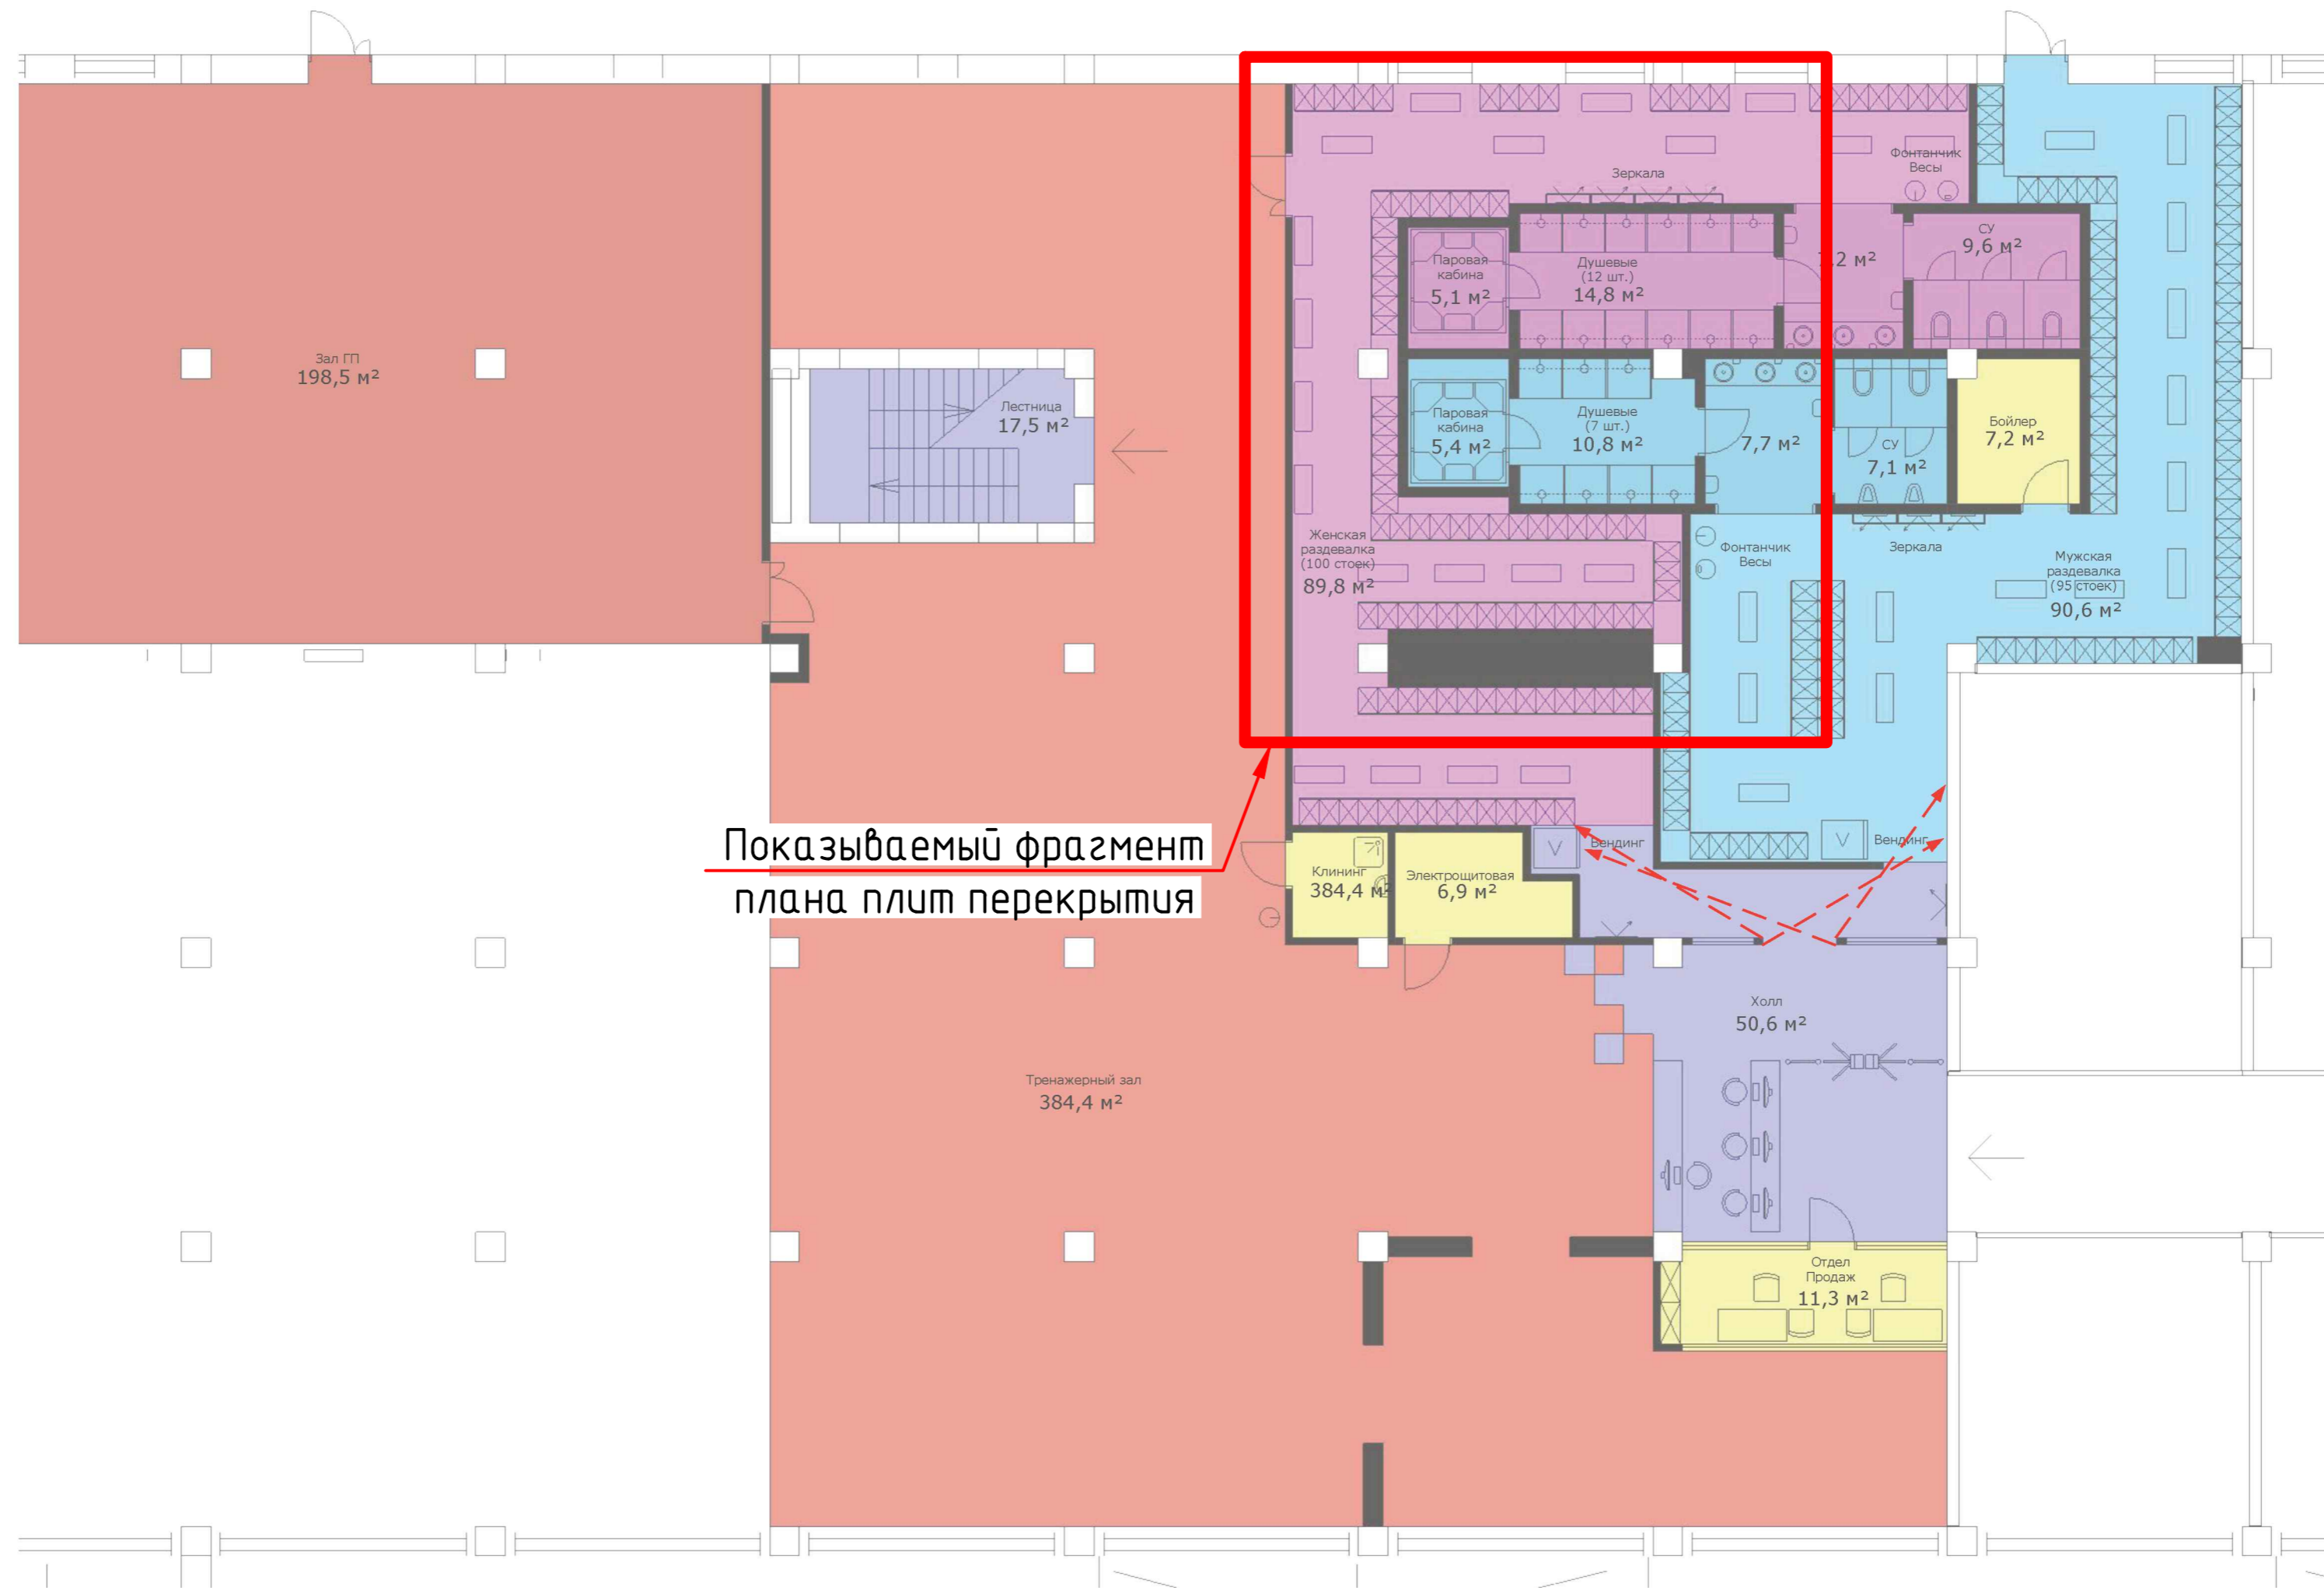 Зеркала
Фонтанчик
Весы
СУ
9,6 м²
Паровая
кабина
5,1 м²
Душевые
(12 шт.)
14,8 м²
2 м²
Зал ГП
198,5 м²
Лестница
17,5 м²
Паровая
кабина
5,4 м²
Душевые
(7 шт.)
10,8 м²
7,7 м²
СУ
7,1 м²
Бойлер
7,2 м²
Женская
раздевалка
(100 стоек)
89,8 м²
Фонтанчик
Весы
Зеркала
Мужская
раздевалка
(95 стоек)
90,6 м²
Показываемый фрагмент
плана плит перекрытия
Клининг
384,4 м²
Электрощитовая
6,9 м²
V
Вендинг
V
Вендинг
Холл
50,6 м²
Тренажерный зал
384,4 м²
Отдел
Продаж
11,3 м²